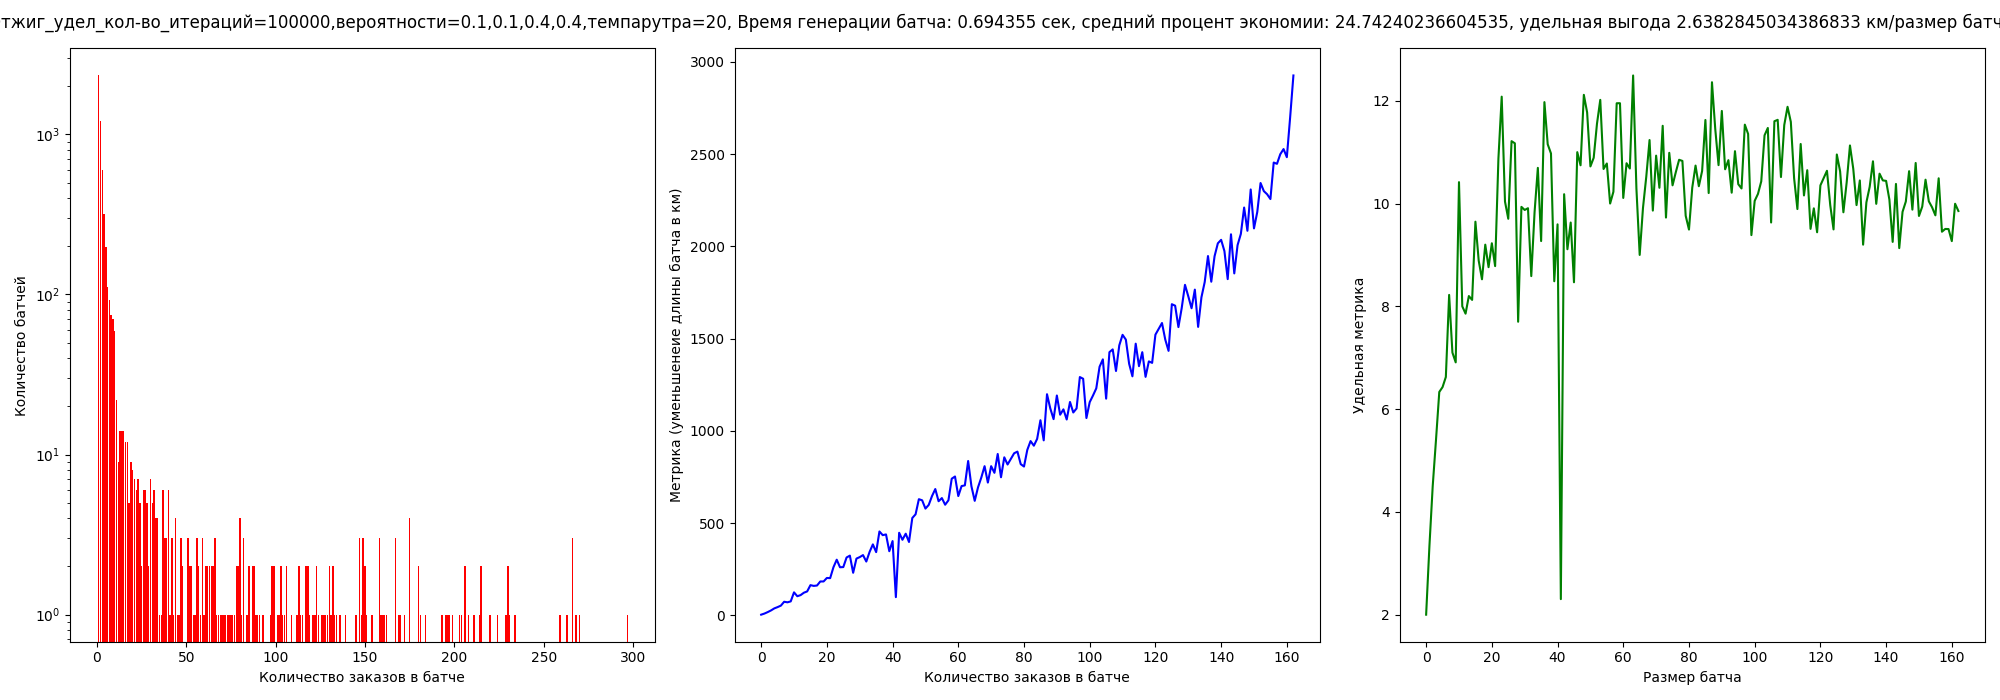 тжиг_удел_кол-во_итераций=100000,вероятности=0.1,0.1,0.4,0.4,темпарутра=20, Время генерации батча: 0.694355 сек, средний процент экономии: 24.74240236604535, удельная выгода 2.6382845034386833 км/размер батч
Количество батчей
10³
10²
10¹
10⁰
0 50 100 150 200 250 300
Количество заказов в батче
Метрика (уменьшенеие длины батча в км)
3000
2500
2000
1500
1000
500
0
0 20 40 60 80 100 120 140 160
Количество заказов в батче
Удельная метрика
12
10
8
6
4
2
0 20 40 60 80 100 120 140 160
Размер батча